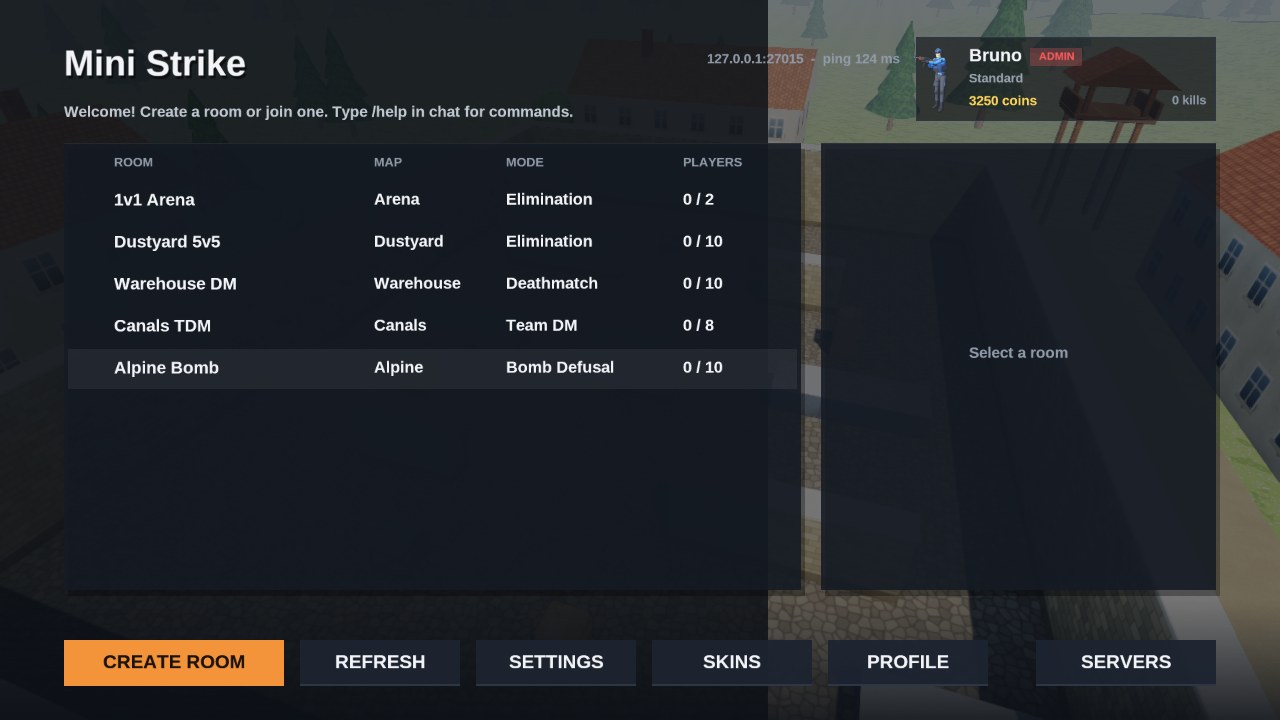 Mini Strike
127.0.0.1:27015 - ping 124 ms
Bruno ADMIN
Standard
3250 coins 0 kills
Welcome! Create a room or join one. Type /help in chat for commands.
ROOM MAP MODE PLAYERS
1v1 Arena Arena Elimination 0 / 2
Dustyard 5v5 Dustyard Elimination 0 / 10
Warehouse DM Warehouse Deathmatch 0 / 10
Canals TDM Canals Team DM 0 / 8
Alpine Bomb Alpine Bomb Defusal 0 / 10
Select a room
CREATE ROOM REFRESH SETTINGS SKINS PROFILE SERVERS